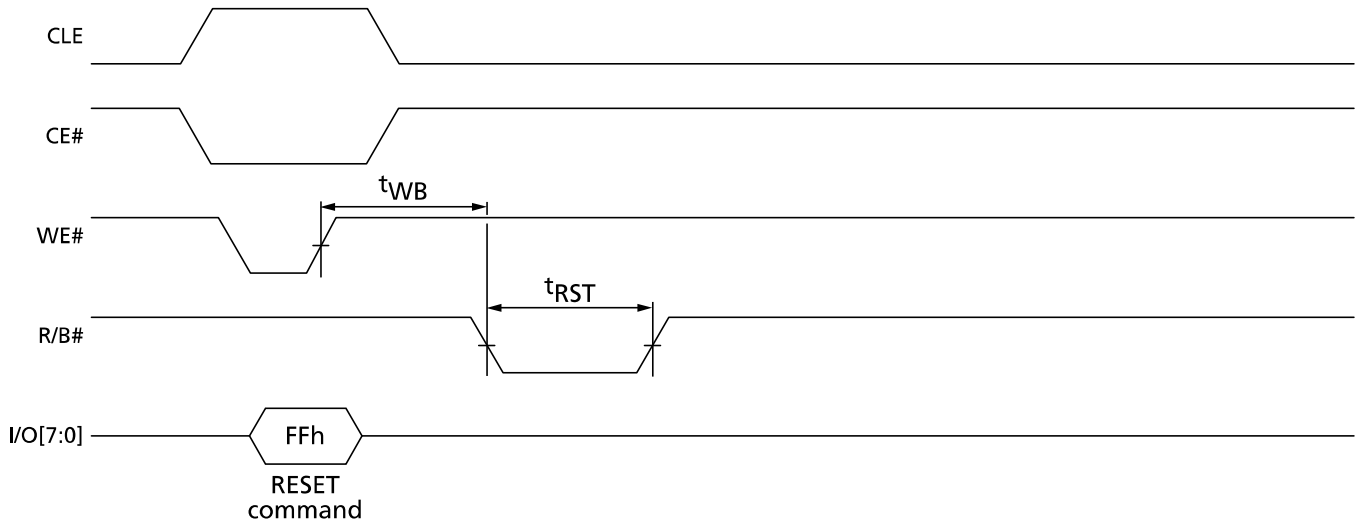 CLE
CE#
tWB
WE#
tRST
R/B#
I/O[7:0]
FFh
RESET
command